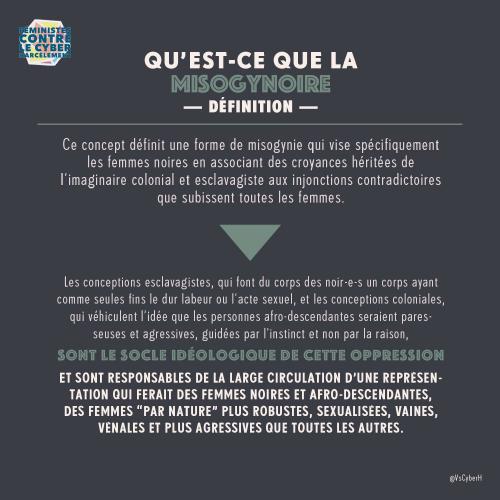 FÉMINISTES
CONTRE
LE CYBER
HARCÈLEMENT
QU'EST-CE QUE LA
MISOGYNOIRE
— DÉFINITION —
Ce concept définit une forme de misogynie qui vise spécifiquement
les femmes noires en associant des croyances héritées de
l'imaginaire colonial et esclavagiste aux injonctions contradictoires
que subissent toutes les femmes.
Les conceptions esclavagistes, qui font du corps des noir-e-s un corps ayant
comme seules fins le dur labeur ou l'acte sexuel, et les conceptions coloniales,
qui véhiculent l'idée que les personnes afro-descendantes seraient pares-
seuses et agressives, guidées par l'instinct et non par la raison,
SONT LE SOCLE IDÉOLOGIQUE DE CETTE OPPRESSION
ET SONT RESPONSABLES DE LA LARGE CIRCULATION D'UNE REPRÉSEN-
TATION QUI FERAIT DES FEMMES NOIRES ET AFRO-DESCENDANTES,
DES FEMMES "PAR NATURE" PLUS ROBUSTES, SEXUALISÉES, VAINES,
VÉNALES ET PLUS AGRESSIVES QUE TOUTES LES AUTRES.
@VsCyberH